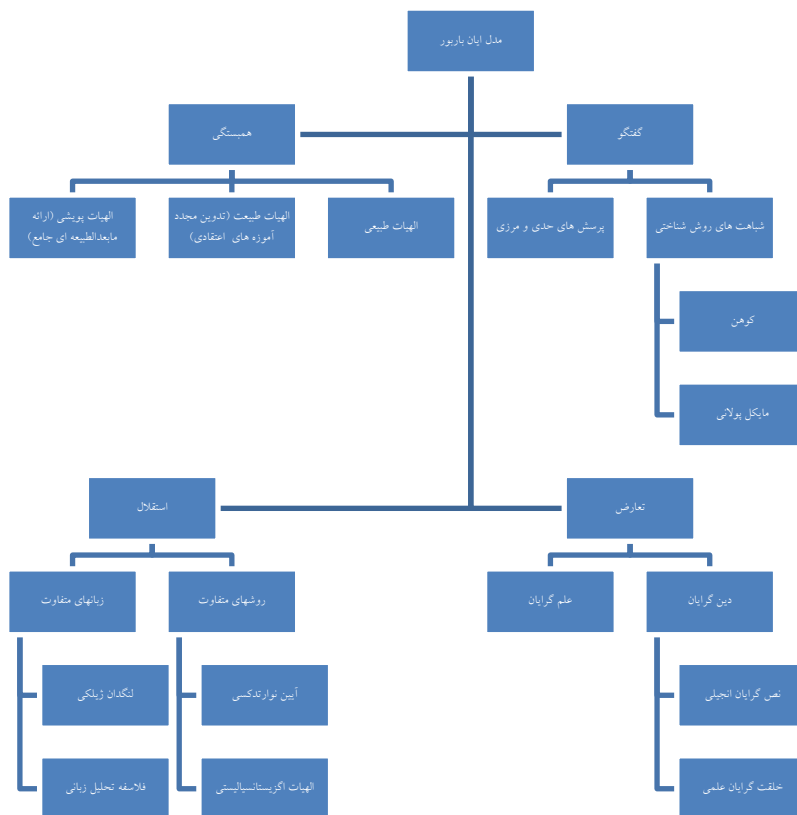 مدل ایان باربور
گفتگو
همبستگی
شباهت های روش شناختی
پرسش های حدی و مرزی
الهیات طبیعی
الهیات طبیعت (تدوین مجدد
آموزه های اعتقادی)
الهیات پویشی (ارائه
مابعدالطبیعه ای جامع)
کوهن
مایکل پولانی
تعارض
استقلال
دین گرایان
علم گرایان
روشهای متفاوت
زبانهای متفاوت
نص گرایان انجیلی
آیین نوارتدکسی
لنگدان ژیلکی
خلقت گرایان علمی
الهیات اگزیستانسیالیستی
فلاسفه تحلیل زبانی